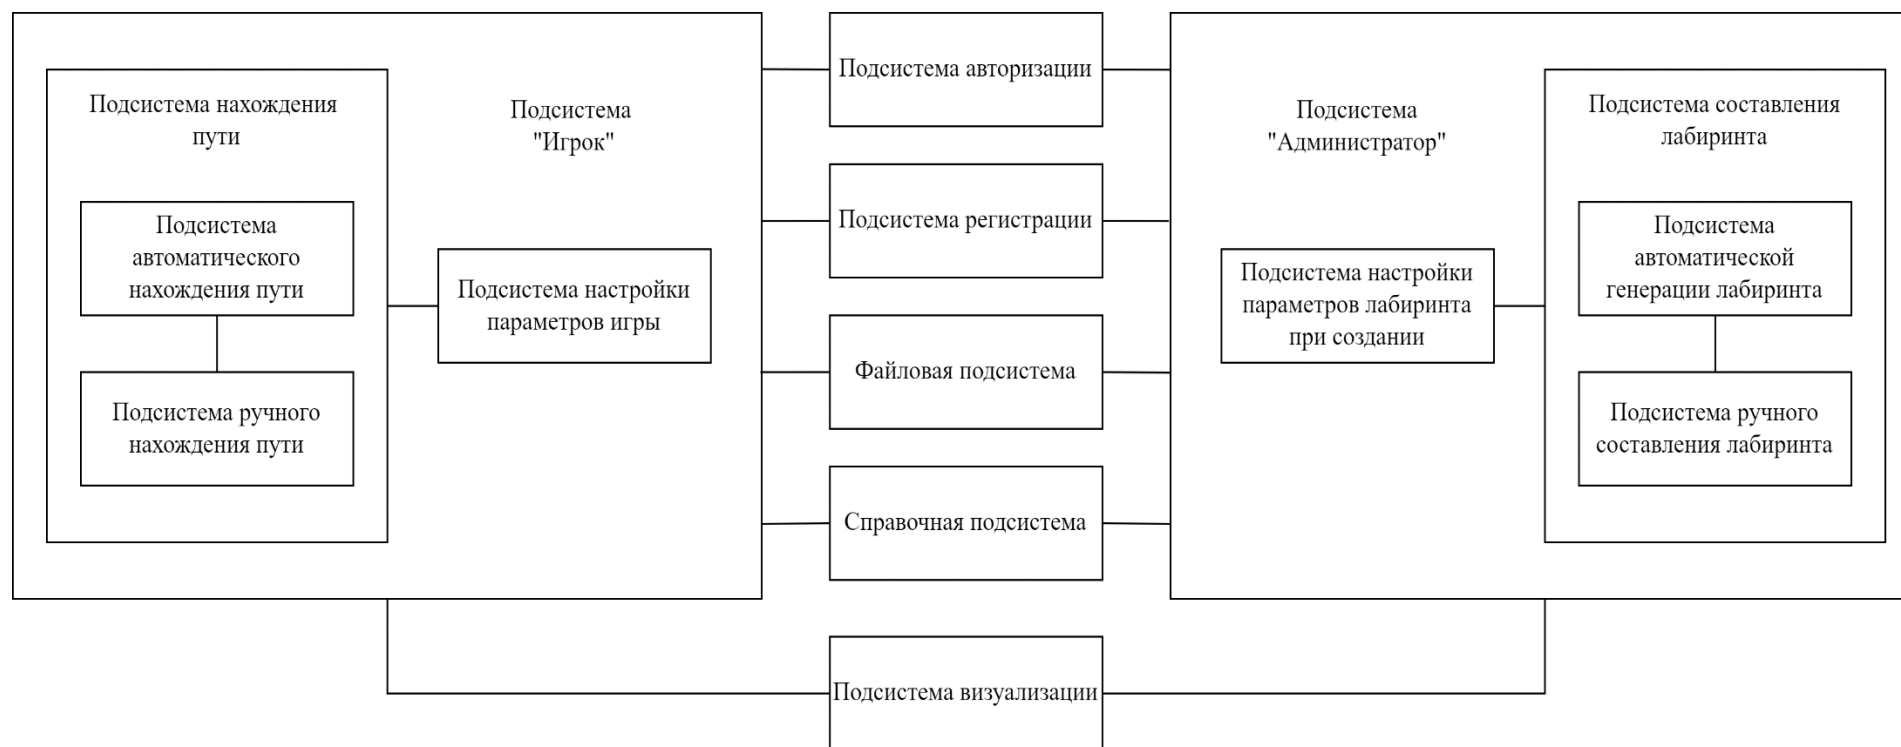 Подсистема нахождения
пути
Подсистема
автоматического
нахождения пути
Подсистема ручного
нахождения пути
Подсистема
"Игрок"
Подсистема настройки
параметров игры
Подсистема авторизации
Подсистема регистрации
Файловая подсистема
Справочная подсистема
Подсистема визуализации
Подсистема
"Администратор"
Подсистема настройки
параметров лабиринта
при создании
Подсистема составления
лабиринта
Подсистема
автоматической
генерации лабиринта
Подсистема ручного
составления лабиринта